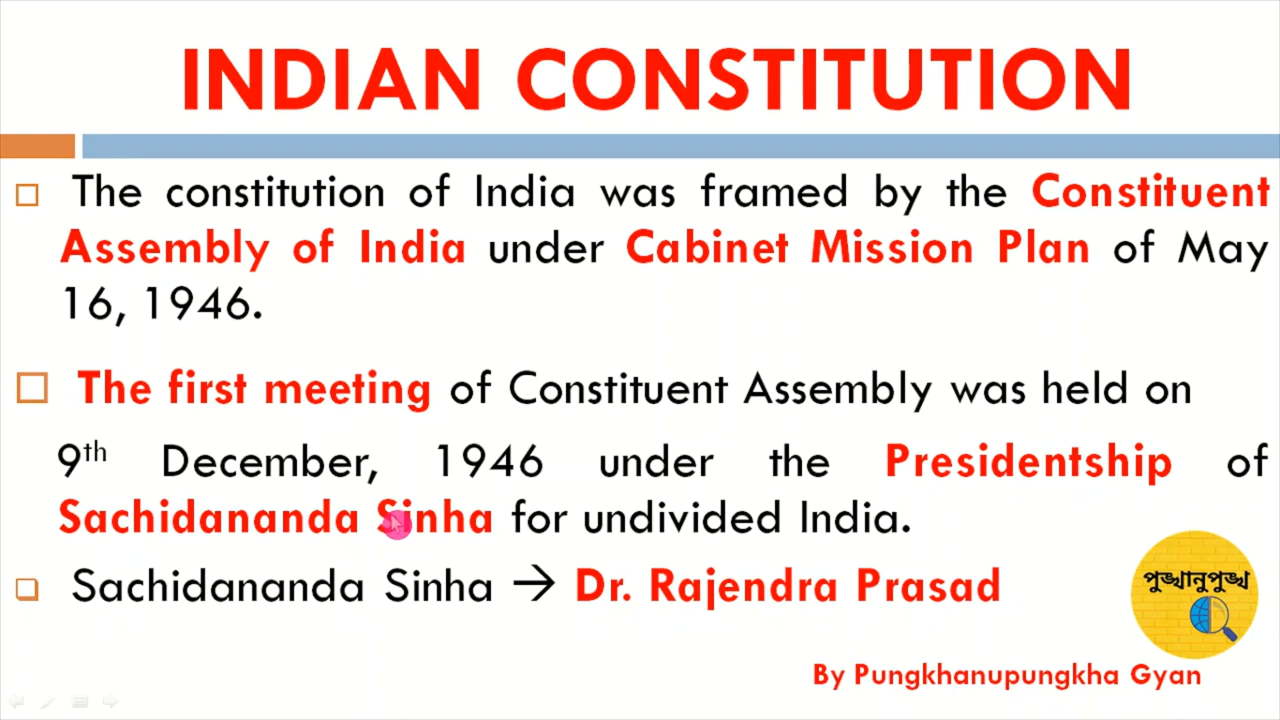 INDIAN CONSTITUTION
The constitution of India was framed by the Constituent
Assembly of India under Cabinet Mission Plan of May
16, 1946.
The first meeting of Constituent Assembly was held on
9th December, 1946 under the Presidentship of
Sachidananda Sinha for undivided India.
Sachidananda Sinha → Dr. Rajendra Prasad
পুঙ্খানুপুঙ্খ
By Pungkhanupungkha Gyan